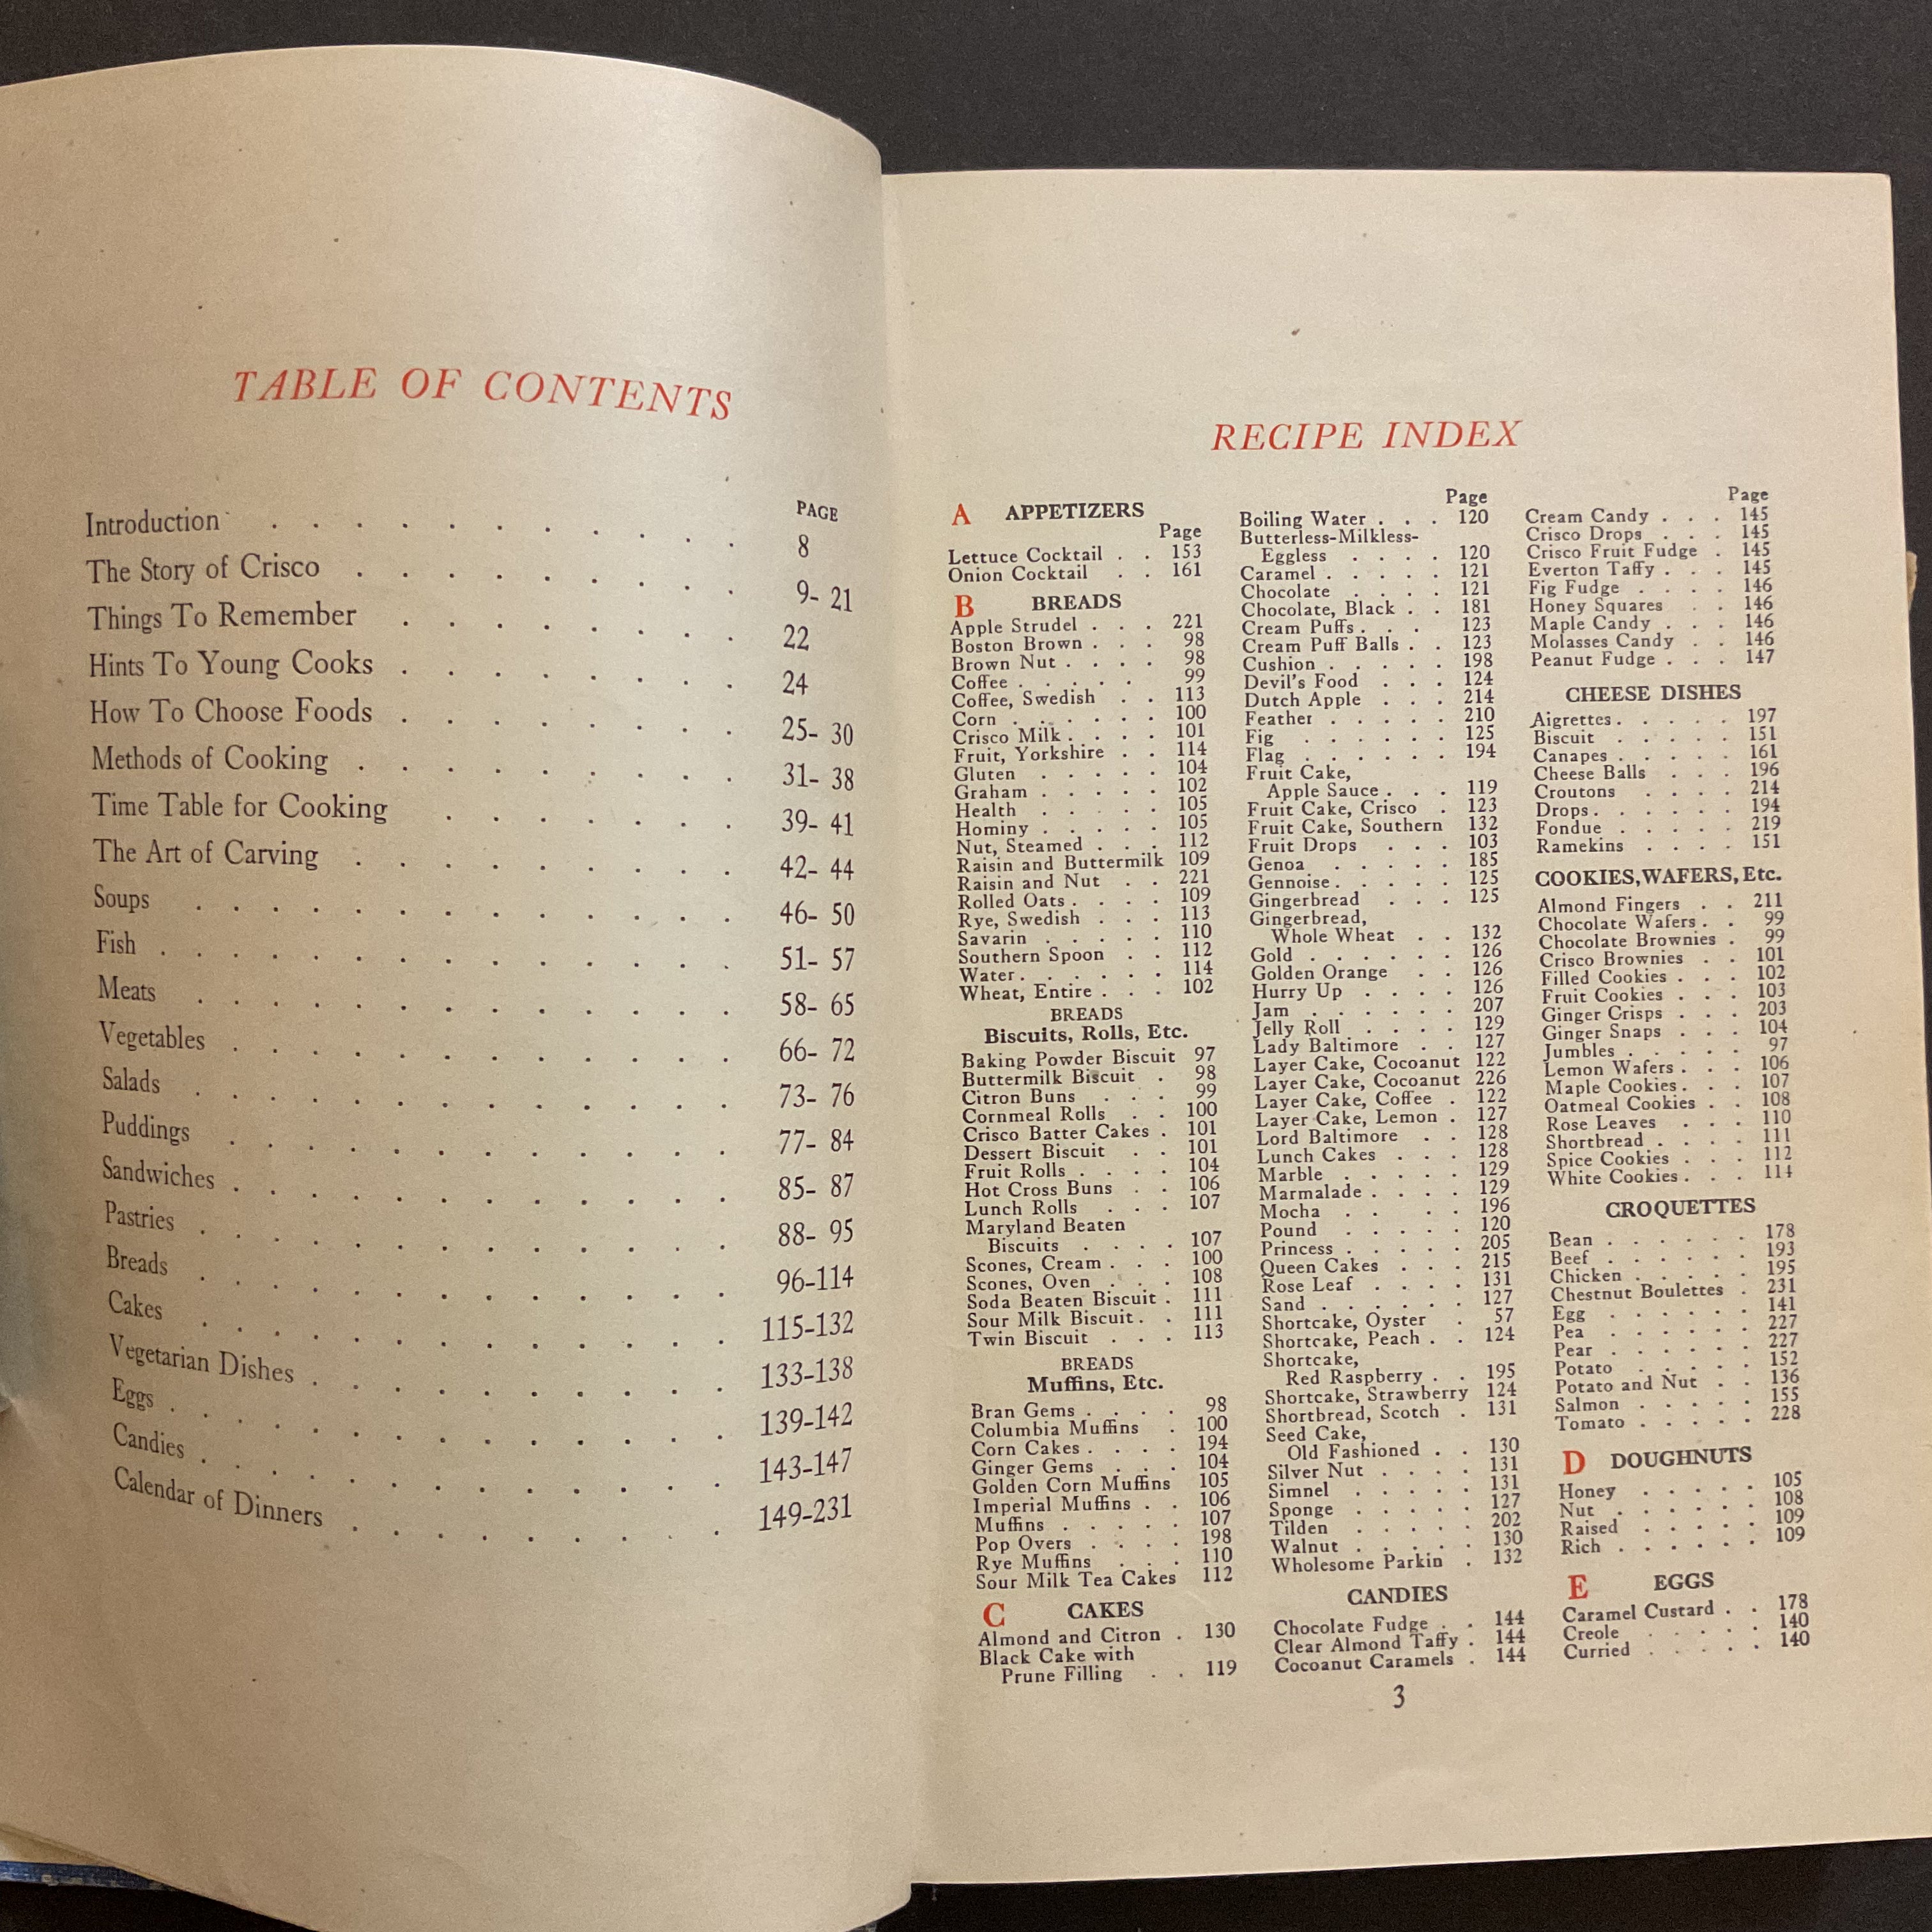 TABLE OF CONTENTS
PAGE
Introduction . . . . . . . . . . 8
The Story of Crisco . . . . . . . . . 9- 21
Things To Remember . . . . . . . . 22
Hints To Young Cooks . . . . . . . . 24
How To Choose Foods . . . . . . . . 25- 30
Methods of Cooking . . . . . . . . . 31- 38
Time Table for Cooking . . . . . . . 39- 41
The Art of Carving . . . . . . . . . 42- 44
Soups . . . . . . . . . . . . 46- 50
Fish . . . . . . . . . . . . . 51- 57
Meats . . . . . . . . . . . . 58- 65
Vegetables . . . . . . . . . . . . 66- 72
Salads . . . . . . . . . . . . . 73- 76
Puddings . . . . . . . . . . . . 77- 84
Sandwiches . . . . . . . . . . . . 85- 87
Pastries . . . . . . . . . . . . . 88- 95
Breads . . . . . . . . . . . . . 96-114
Cakes . . . . . . . . . . . . . 115-132
Vegetarian Dishes . . . . . . . . . . 133-138
Eggs . . . . . . . . . . . . . 139-142
Candies . . . . . . . . . . . . . 143-147
Calendar of Dinners . . . . . . . . . 149-231
RECIPE INDEX
A APPETIZERS
Page
Lettuce Cocktail . . 153
Onion Cocktail . . 161
B BREADS
Apple Strudel . . . 221
Boston Brown . . . 98
Brown Nut . . . . 98
Coffee . . . . . 99
Coffee, Swedish . . 113
Corn . . . . . . 100
Crisco Milk . . . . 101
Fruit, Yorkshire . . 114
Gluten . . . . . 104
Graham . . . . . 102
Health . . . . . 105
Hominy . . . . . 105
Nut, Steamed . . . 112
Raisin and Buttermilk 109
Raisin and Nut . . 221
Rolled Oats . . . . 109
Rye, Swedish . . . 113
Savarin . . . . . 110
Southern Spoon . . 112
Water . . . . . . 114
Wheat, Entire . . . 102
BREADS
Biscuits, Rolls, Etc.
Baking Powder Biscuit 97
Buttermilk Biscuit . 98
Citron Buns . . . 99
Cornmeal Rolls . . 100
Crisco Batter Cakes . 101
Dessert Biscuit . . 101
Fruit Rolls . . . . 104
Hot Cross Buns . . 106
Lunch Rolls . . . 107
Maryland Beaten
Biscuits . . . . 107
Scones, Cream . . . 100
Scones, Oven . . . 108
Soda Beaten Biscuit . 111
Sour Milk Biscuit . . 111
Twin Biscuit . . . 113
BREADS
Muffins, Etc.
Bran Gems . . . . 98
Columbia Muffins . 100
Corn Cakes . . . . 194
Ginger Gems . . . 104
Golden Corn Muffins 105
Imperial Muffins . . 106
Muffins . . . . . 107
Pop Overs . . . . 198
Rye Muffins . . . 110
Sour Milk Tea Cakes 112
C CAKES
Almond and Citron . 130
Black Cake with
Prune Filling . . 119
Page
Boiling Water . . . 120
Butterless-Milkless-
Eggless . . . . 120
Caramel . . . . . 121
Chocolate . . . . 121
Chocolate, Black . . 181
Cream Puffs . . . 123
Cream Puff Balls . . 123
Cushion . . . . . 198
Devil's Food . . . 124
Dutch Apple . . . 214
Feather . . . . . 210
Fig . . . . . . 125
Flag . . . . . . 194
Fruit Cake,
Apple Sauce . . . 119
Fruit Cake, Crisco . 123
Fruit Cake, Southern 132
Fruit Drops . . . 103
Genoa . . . . . 185
Gennoise . . . . . 125
Gingerbread . . . 125
Gingerbread,
Whole Wheat . . 132
Gold . . . . . . 126
Golden Orange . . 126
Hurry Up . . . . 126
Jam . . . . . . 207
Jelly Roll . . . . 129
Lady Baltimore . . 127
Layer Cake, Cocoanut 122
Layer Cake, Cocoanut 226
Layer Cake, Coffee . 122
Layer Cake, Lemon . 127
Lord Baltimore . . 128
Lunch Cakes . . . 128
Marble . . . . . 129
Marmalade . . . . 129
Mocha . . . . 196
Pound . . . . . 120
Princess . . . . . 205
Queen Cakes . . . 215
Rose Leaf . . . . 131
Sand . . . . . . 127
Shortcake, Oyster . 57
Shortcake, Peach . . 124
Shortcake,
Red Raspberry . . 195
Shortcake, Strawberry 124
Shortbread, Scotch . 131
Seed Cake,
Old Fashioned . . 130
Silver Nut . . . . 131
Simnel . . . . . 131
Sponge . . . . . 127
Tilden . . . . . 202
Walnut . . . . . 130
Wholesome Parkin . 132
CANDIES
Chocolate Fudge . . 144
Clear Almond Taffy . 144
Cocoanut Caramels . 144
Page
Cream Candy . . . 145
Crisco Drops . . . 145
Crisco Fruit Fudge . 145
Everton Taffy . . . 145
Fig Fudge . . . . 146
Honey Squares . . 146
Maple Candy . . . 146
Molasses Candy . . 146
Peanut Fudge . . . 147
CHEESE DISHES
Aigrettes . . . . . 197
Biscuit . . . . . 151
Canapes . . . . . 161
Cheese Balls . . . 196
Croutons . . . . 214
Drops . . . . . . 194
Fondue . . . . . 219
Ramekins . . . . 151
COOKIES, WAFERS, Etc.
Almond Fingers . . 211
Chocolate Wafers . . 99
Chocolate Brownies . 99
Crisco Brownies . . 101
Filled Cookies . . . 102
Fruit Cookies . . . 103
Ginger Crisps . . . 203
Ginger Snaps . . . 104
Jumbles . . . . . 97
Lemon Wafers . . . 106
Maple Cookies . . . 107
Oatmeal Cookies . . 108
Rose Leaves . . . 110
Shortbread . . . . 111
Spice Cookies . . . 112
White Cookies . . . 114
CROQUETTES
Bean . . . . . . 178
Beef . . . . . . 193
Chicken . . . . . 195
Chestnut Boulettes . 231
Egg . . . . . . 141
Pea . . . . . . 227
Pear . . . . . . 227
Potato . . . . . 152
Potato and Nut . . 136
Salmon . . . . . 155
Tomato . . . . . 228
D DOUGHNUTS
Honey . . . . . 105
Nut . . . . . . 108
Raised . . . . . 109
Rich . . . . . . 109
E EGGS
Caramel Custard . . 178
Creole . . . . . 140
Curried . . . . . 140
3